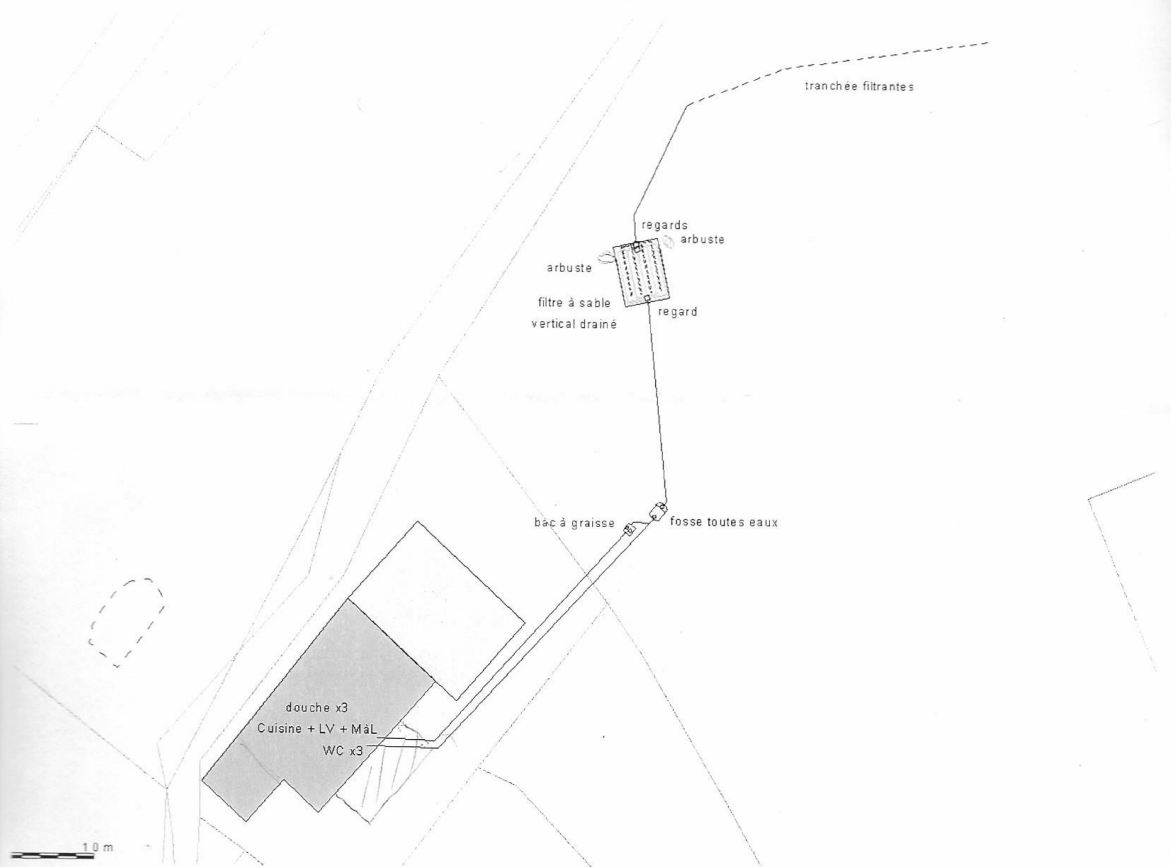 tranchée filtrantes
regards
arbuste
arbuste
filtre à sable
vertical drainé
regard
bac à graisse
fosse toutes eaux
douche x3
Cuisine + LV + MàL
WC x3
10 m